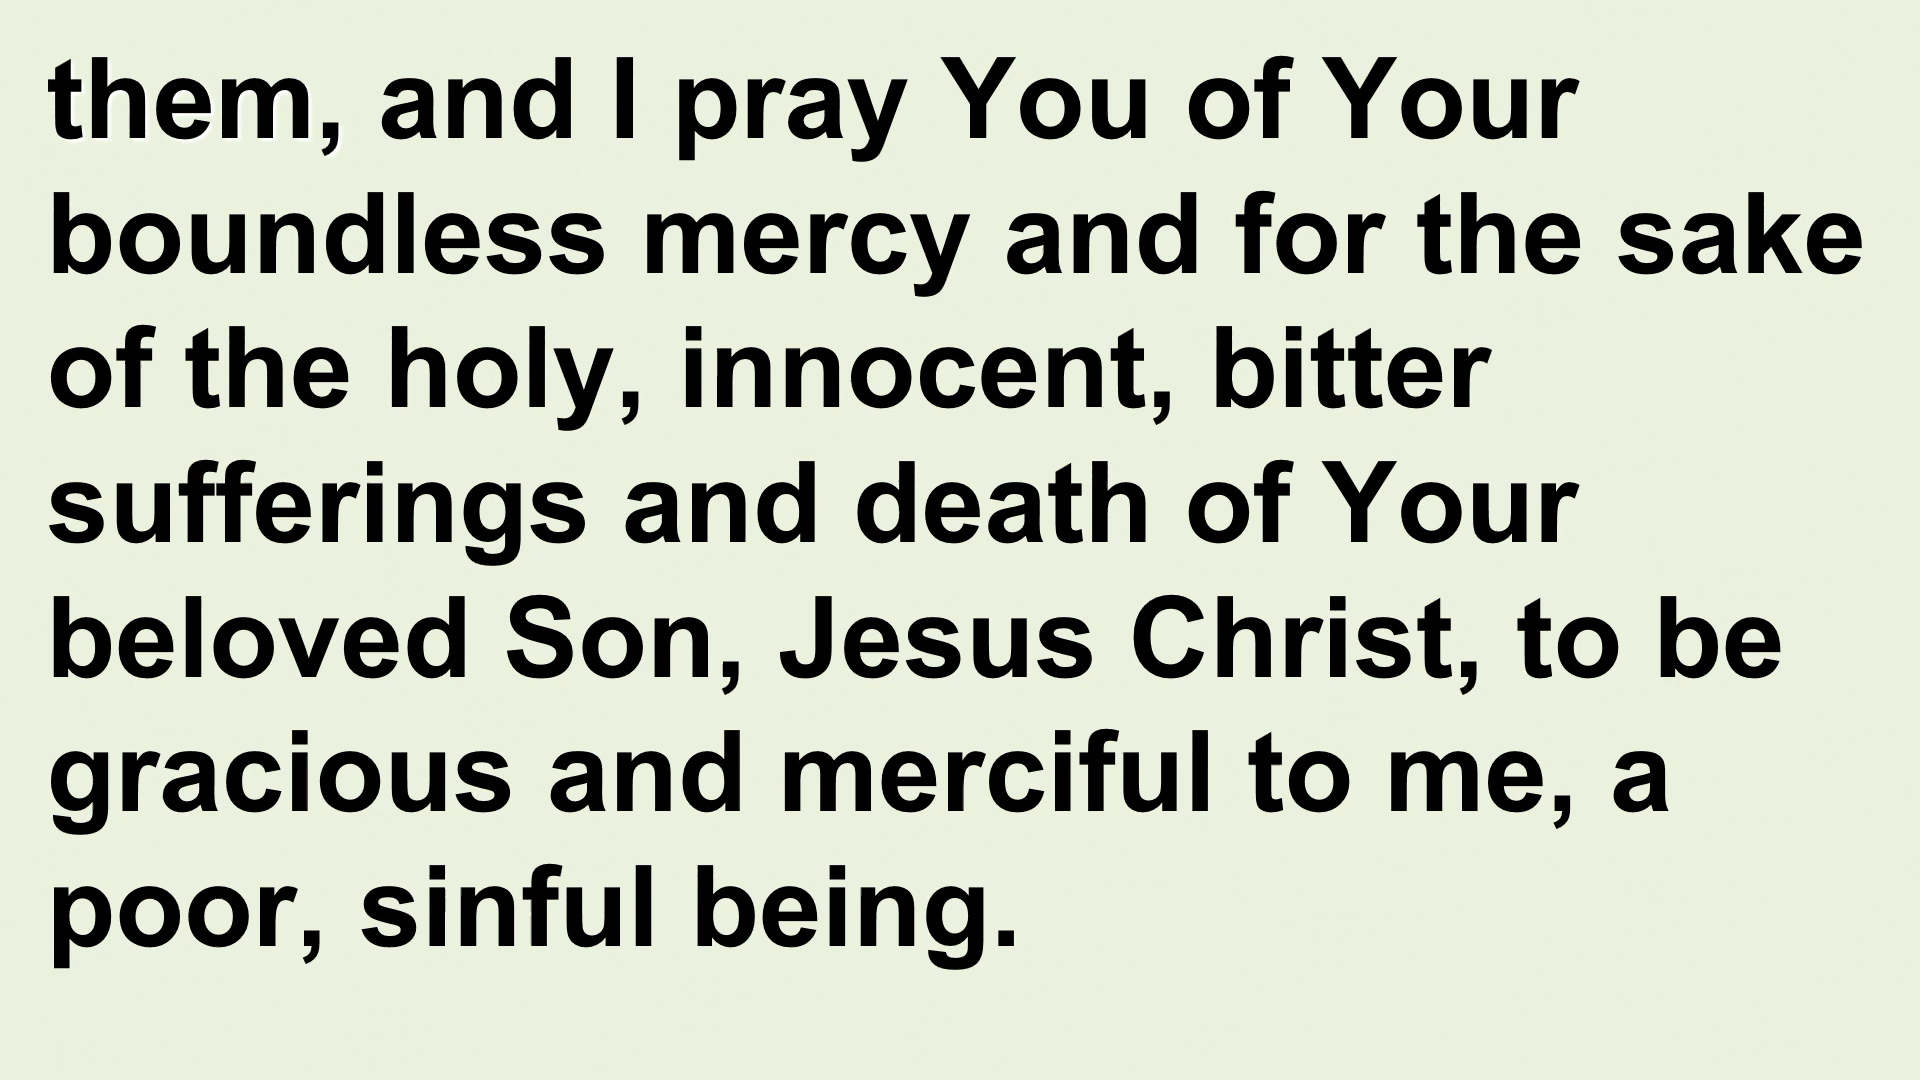 them, and I pray You of Your
boundless mercy and for the sake
of the holy, innocent, bitter
sufferings and death of Your
beloved Son, Jesus Christ, to be
gracious and merciful to me, a
poor, sinful being.